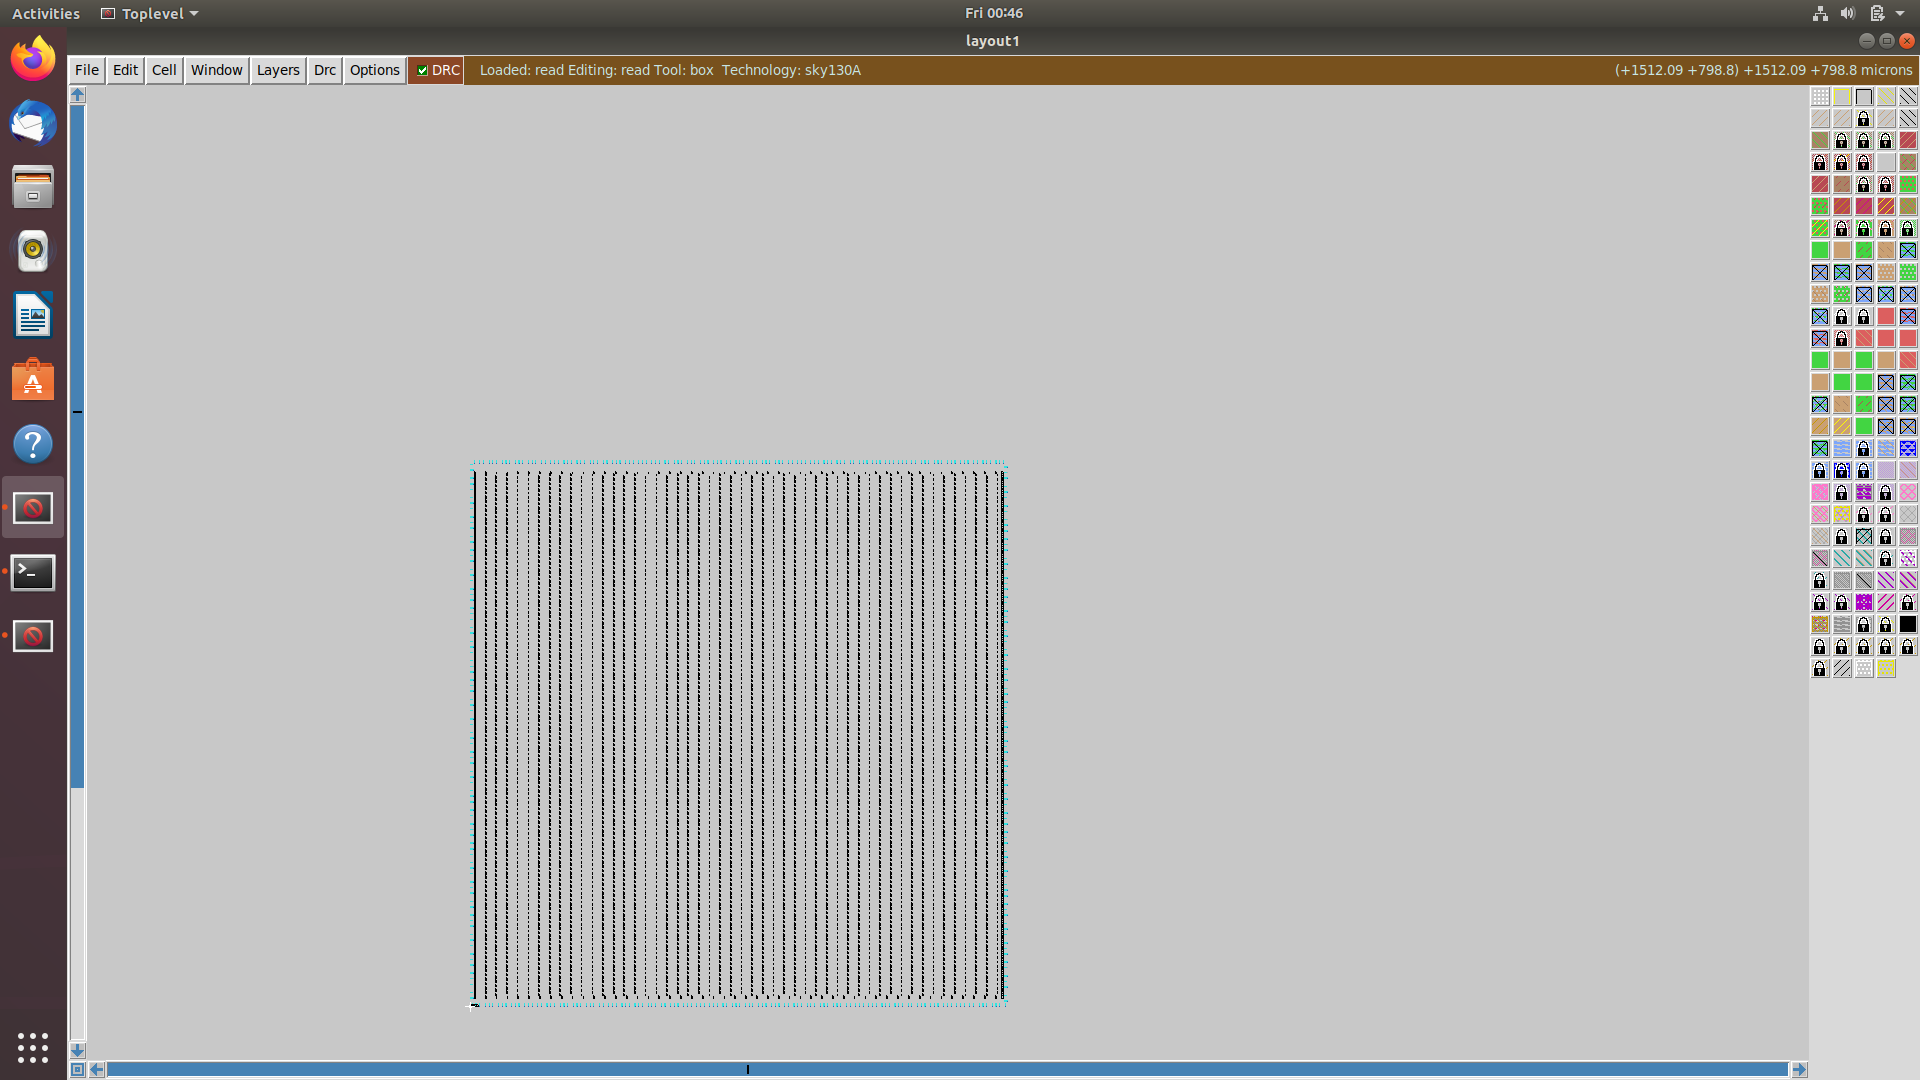 Activities Toplevel Fri 00:46
layout1
File Edit Cell Window Layers Drc Options DRC Loaded: read Editing: read Tool: box Technology: sky130A (+1512.09 +798.8) +1512.09 +798.8 microns